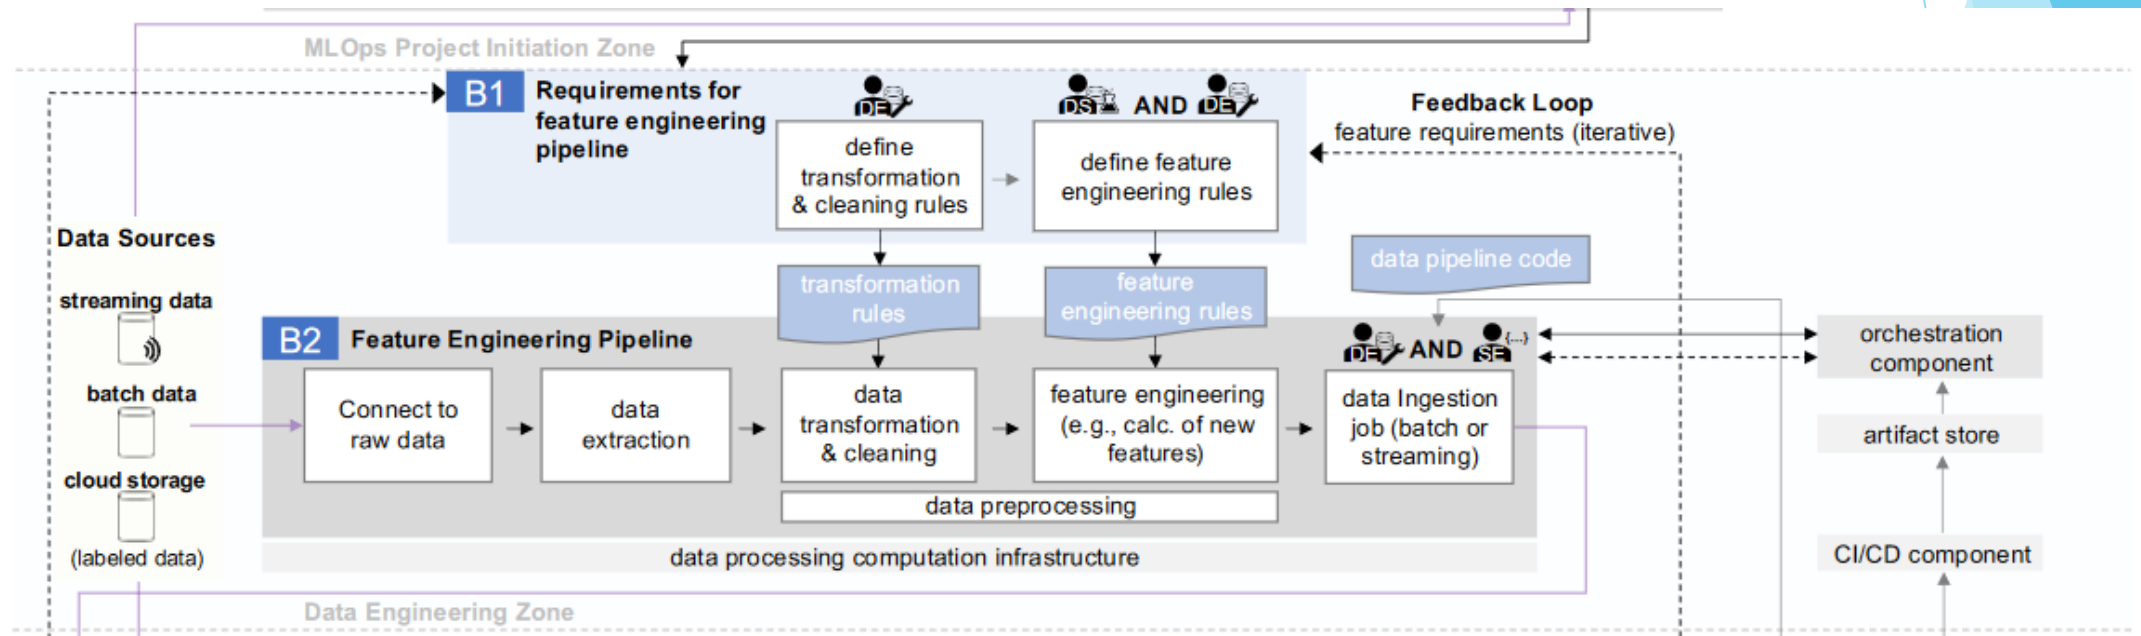 MLOps Project Initiation Zone
B1
Requirements for
feature engineering
pipeline
DE
define
transformation
& cleaning rules
DS AND DE
define feature
engineering rules
Feedback Loop
feature requirements (iterative)
Data Sources
streaming data
batch data
cloud storage
(labeled data)
transformation
rules
feature
engineering rules
data pipeline code
B2
Feature Engineering Pipeline
DE AND SE {...}
Connect to
raw data
data
extraction
data
transformation
& cleaning
feature engineering
(e.g., calc. of new
features)
data Ingestion
job (batch or
streaming)
data preprocessing
data processing computation infrastructure
orchestration
component
artifact store
CI/CD component
Data Engineering Zone